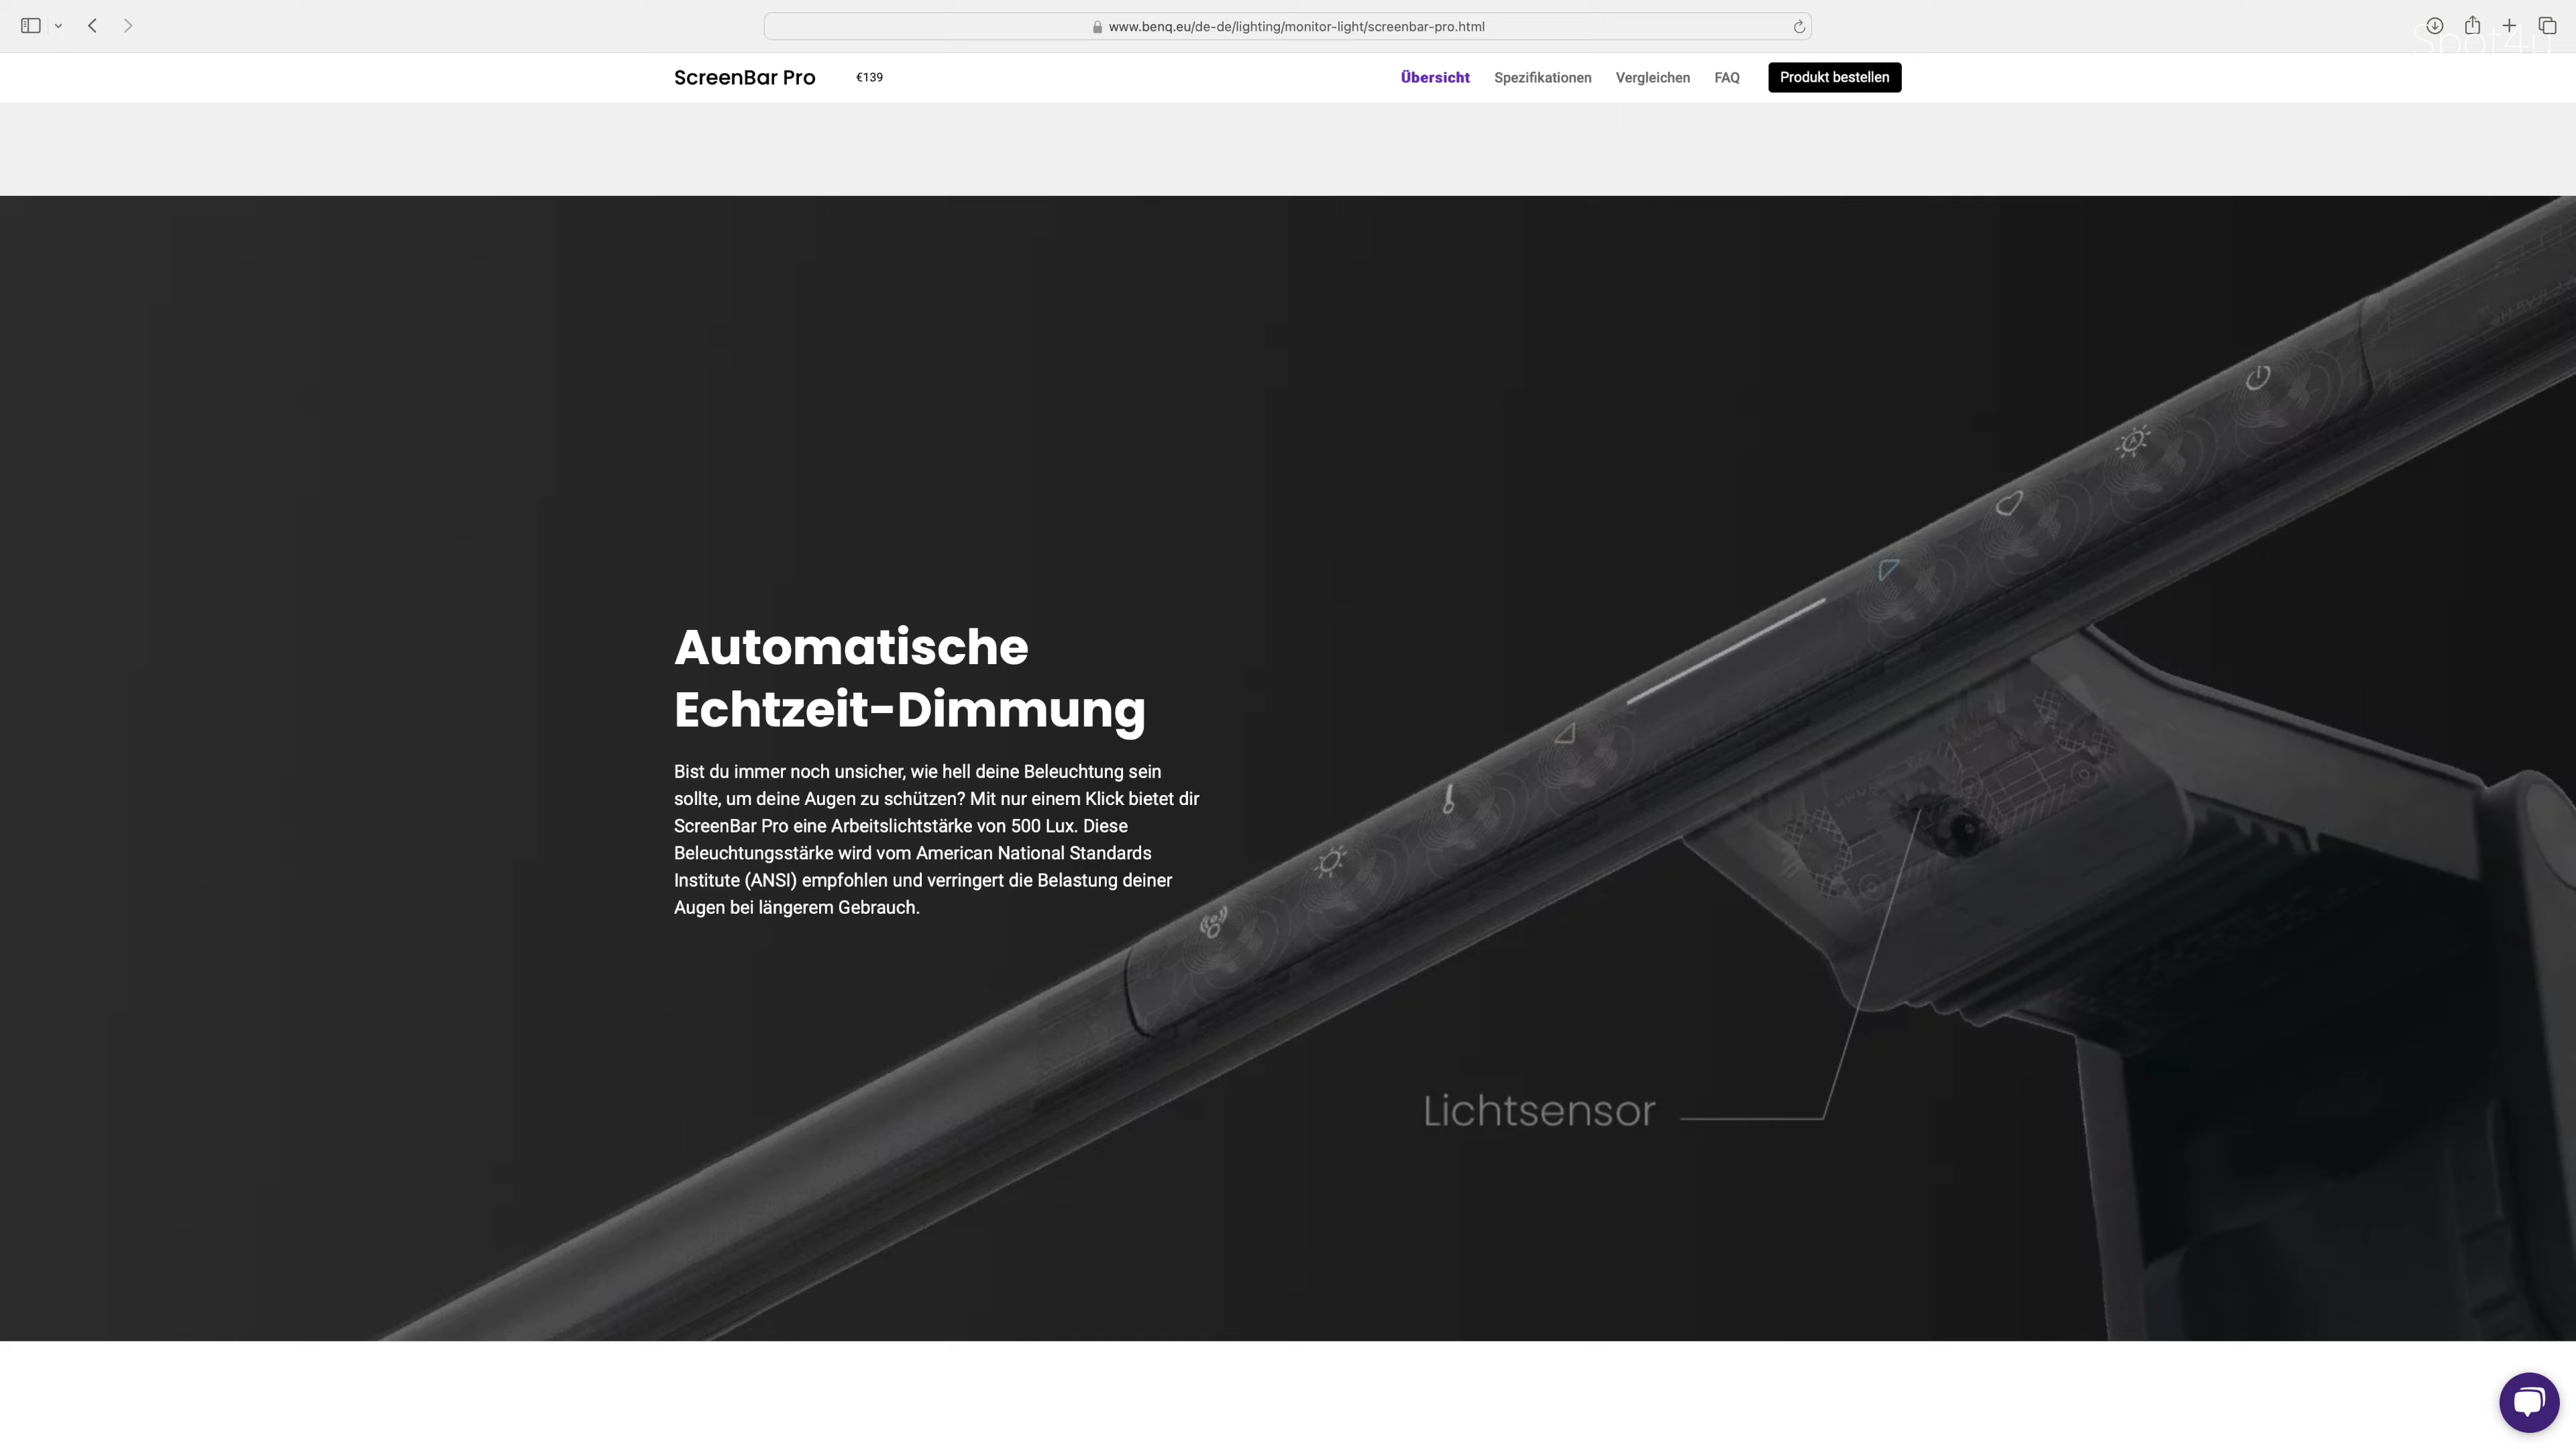 www.benq.eu/de-de/lighting/monitor-light/screenbar-pro.html
Spot4u
ScreenBar Pro €139 Übersicht Spezifikationen Vergleichen FAQ Produkt bestellen
Automatische
Echtzeit-Dimmung
Bist du immer noch unsicher, wie hell deine Beleuchtung sein
sollte, um deine Augen zu schützen? Mit nur einem Klick bietet dir
ScreenBar Pro eine Arbeitslichtstärke von 500 Lux. Diese
Beleuchtungsstärke wird vom American National Standards
Institute (ANSI) empfohlen und verringert die Belastung deiner
Augen bei längerem Gebrauch.
Lichtsensor